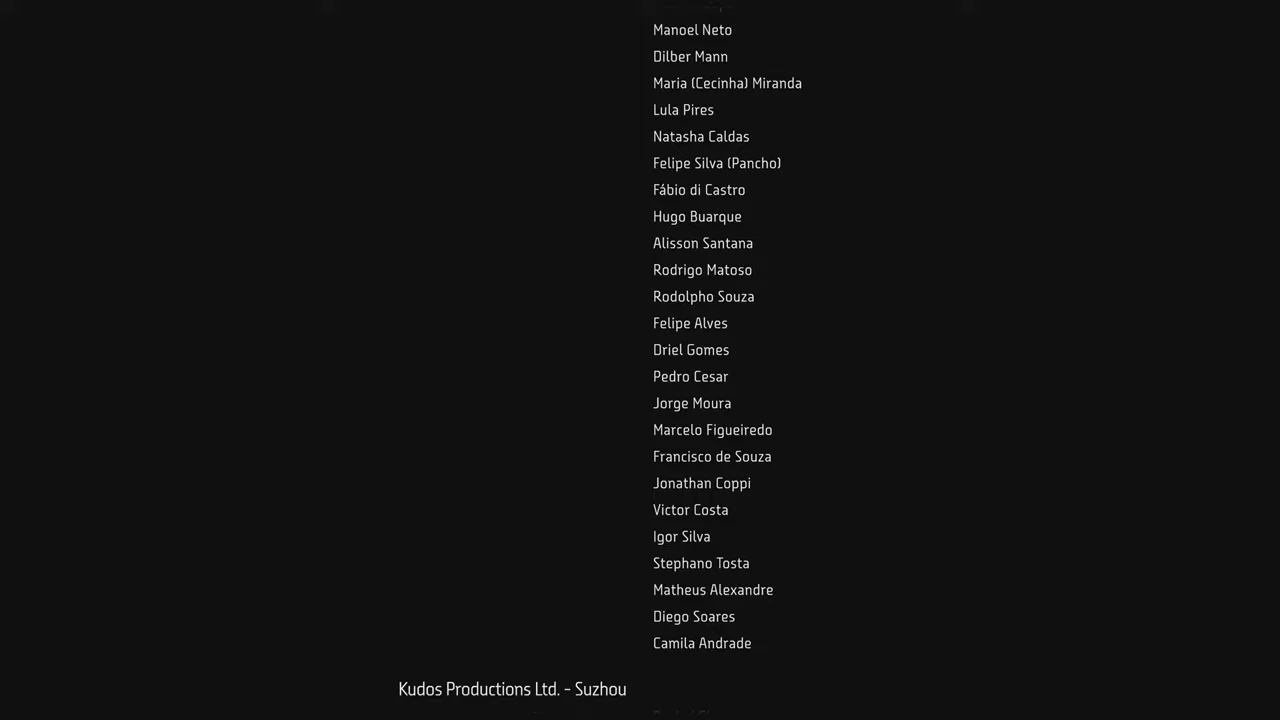 Manoel Neto
Dilber Mann
Maria (Cecinha) Miranda
Lula Pires
Natasha Caldas
Felipe Silva (Pancho)
Fábio di Castro
Hugo Buarque
Alisson Santana
Rodrigo Matoso
Rodolpho Souza
Felipe Alves
Driel Gomes
Pedro Cesar
Jorge Moura
Marcelo Figueiredo
Francisco de Souza
Jonathan Coppi
Victor Costa
Igor Silva
Stephano Tosta
Matheus Alexandre
Diego Soares
Camila Andrade
Kudos Productions Ltd. - Suzhou